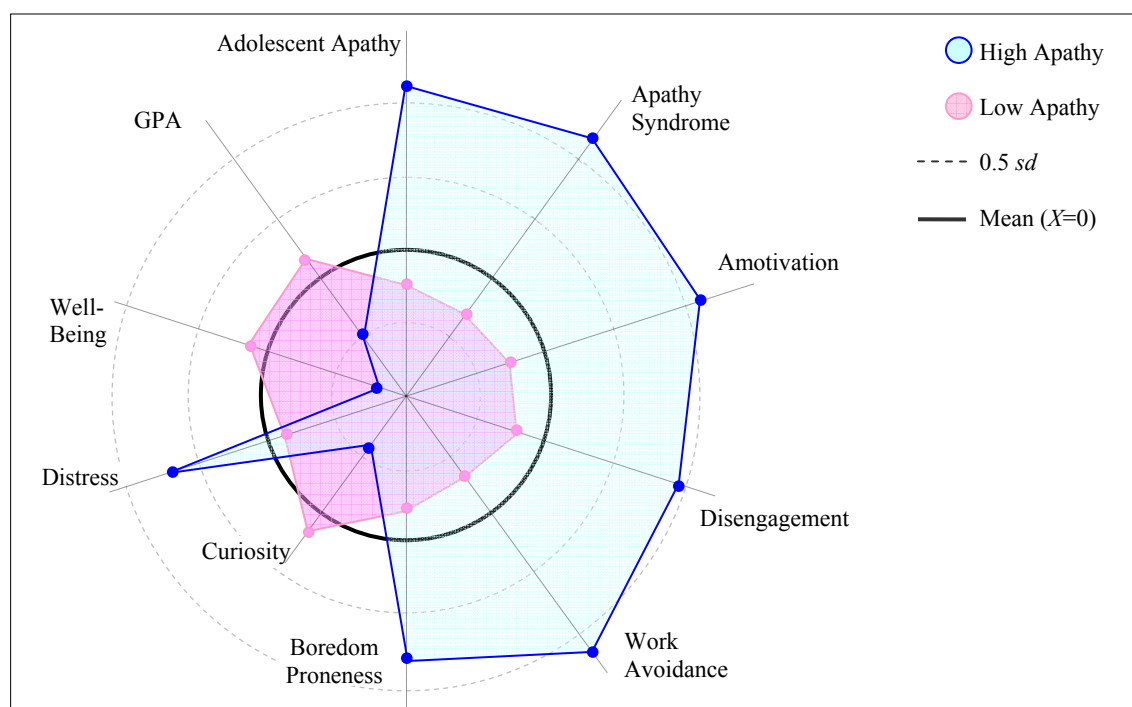 Adolescent Apathy
GPA
Well-
Being
Distress
Curiosity
Boredom
Proneness
Work
Avoidance
Disengagement
Amotivation
Apathy
Syndrome
High Apathy
Low Apathy
0.5 sd
Mean (X=0)